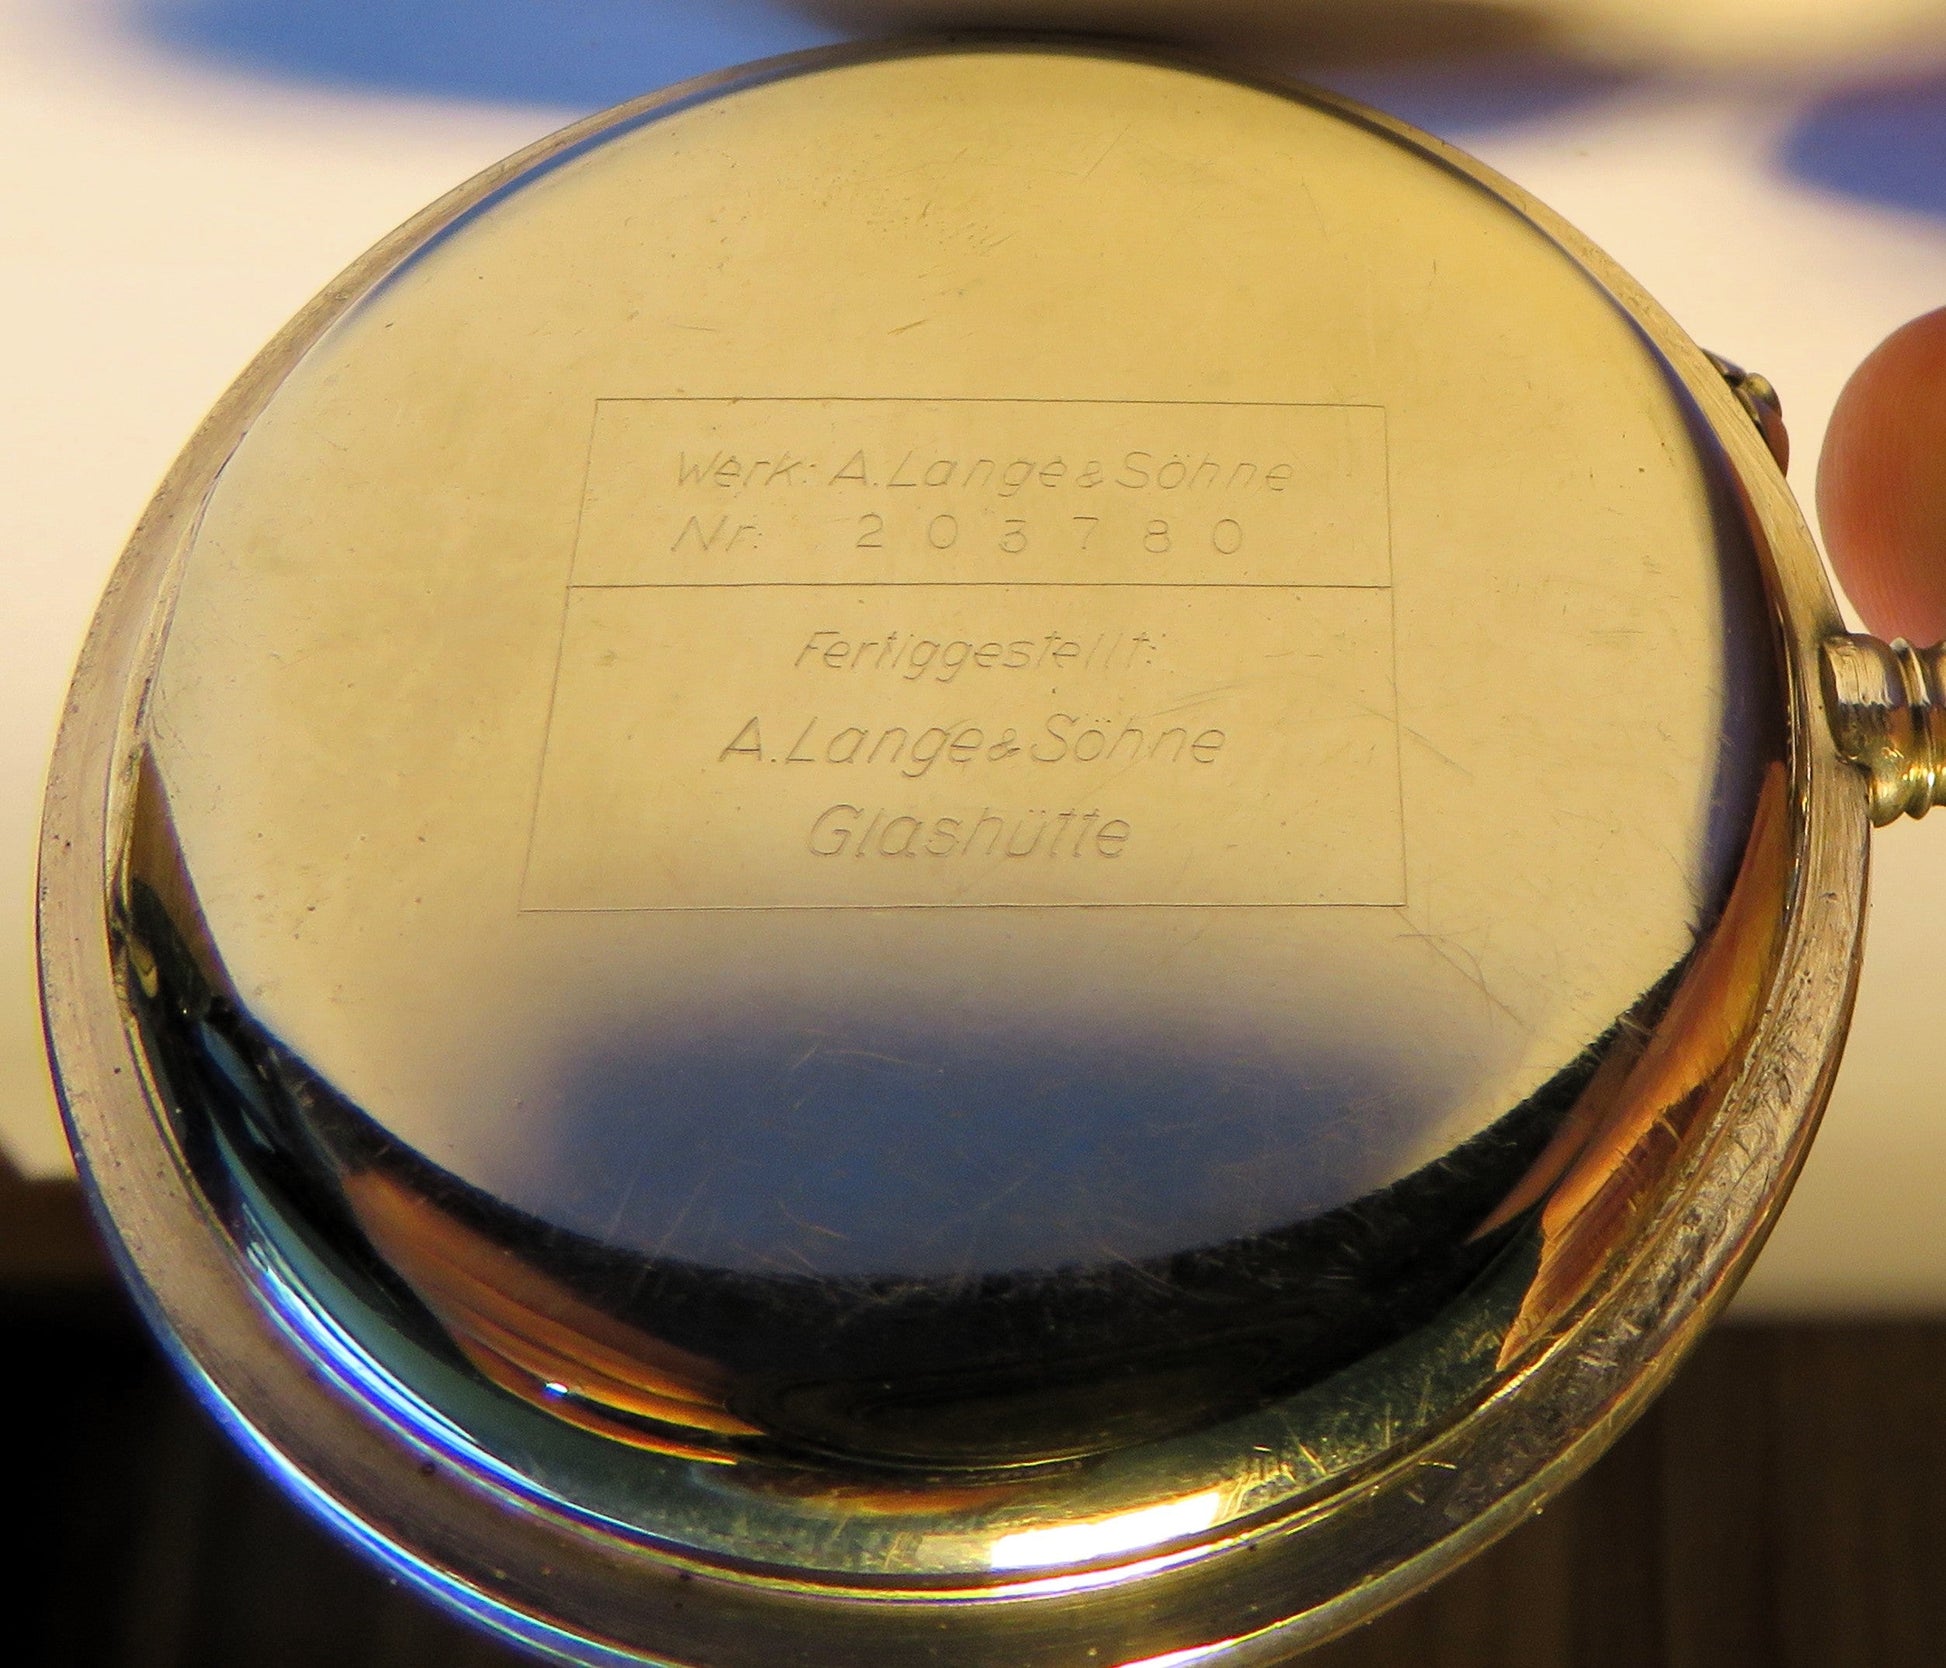 Werk: A. Lange & Söhne
Nr. 203780
Fertiggestellt:
A. Lange & Söhne
Glashütte